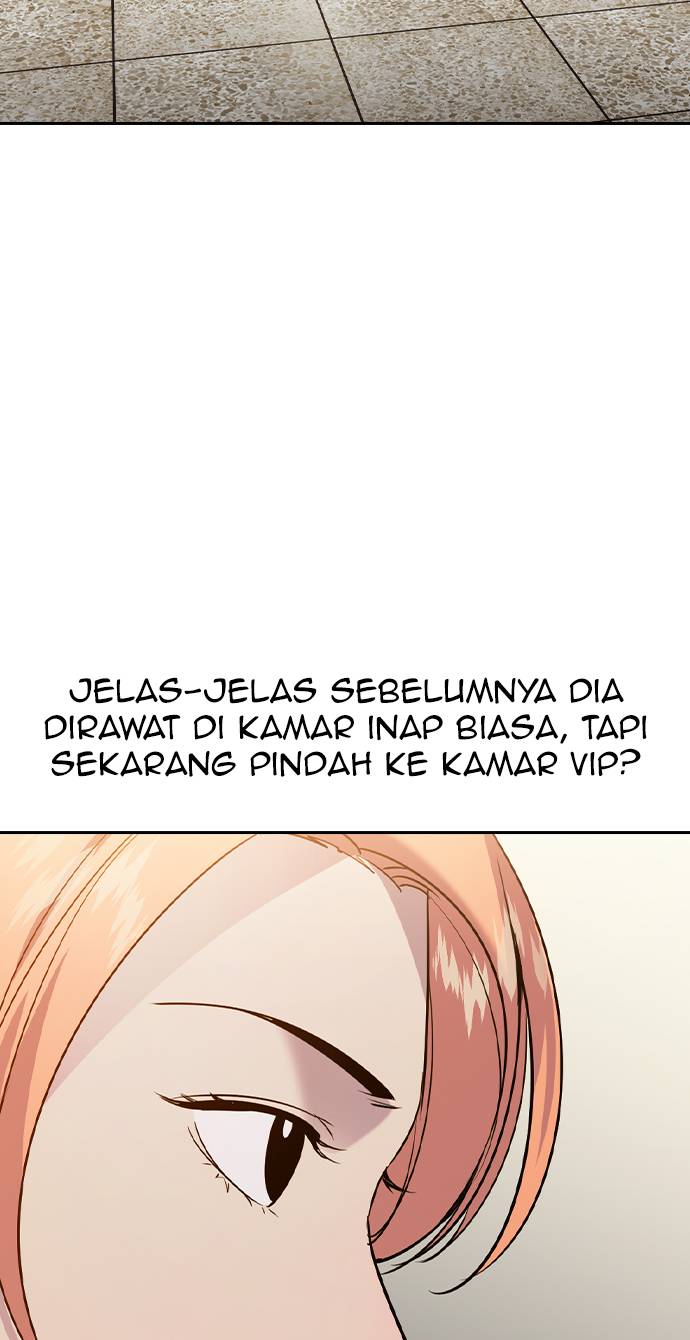 JELAS-JELAS SEBELUMNYA DIA
DIRAWAT DI KAMAR INAP BIASA, TAPI
SEKARANG PINDAH KE KAMAR VIP?